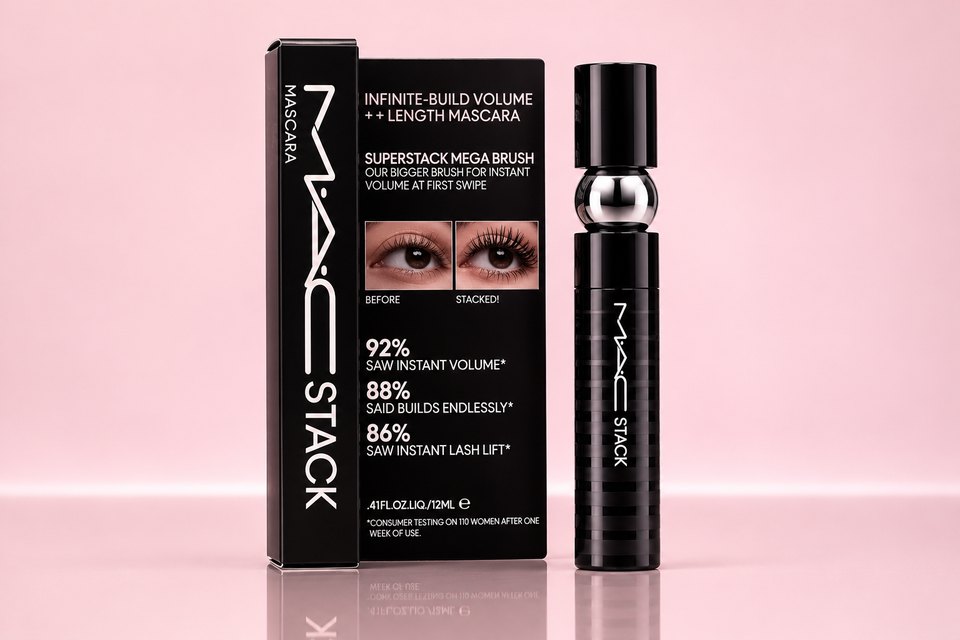 MASCARA
M·A·C STACK
INFINITE-BUILD VOLUME
++ LENGTH MASCARA
SUPERSTACK MEGA BRUSH
OUR BIGGER BRUSH FOR INSTANT
VOLUME AT FIRST SWIPE
BEFORE
STACKED!
92%
SAW INSTANT VOLUME*
88%
SAID BUILDS ENDLESSLY*
86%
SAW INSTANT LASH LIFT*
.41FL.OZ.LIQ./12ML ℮
*CONSUMER TESTING ON 110 WOMEN AFTER ONE
WEEK OF USE.
M·A·C STACK